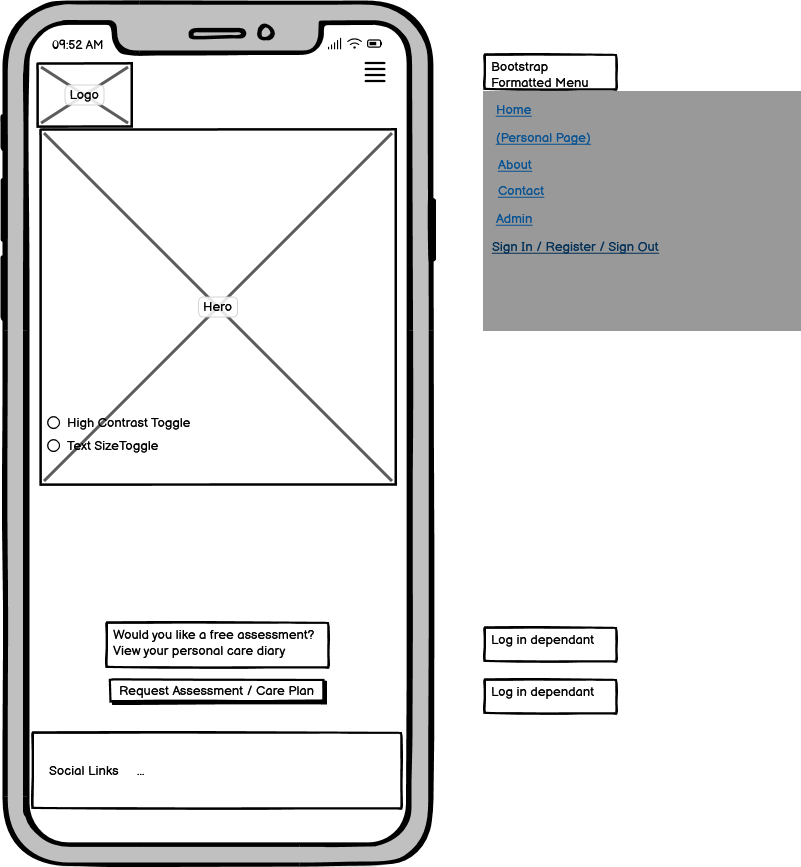 09:52 AM
Logo
Hero
High Contrast Toggle
Text SizeToggle
Would you like a free assessment?
View your personal care diary
Request Assessment / Care Plan
Social Links ...
Bootstrap
Formatted Menu
Home
(Personal Page)
About
Contact
Admin
Sign In / Register / Sign Out
Log in dependant
Log in dependant